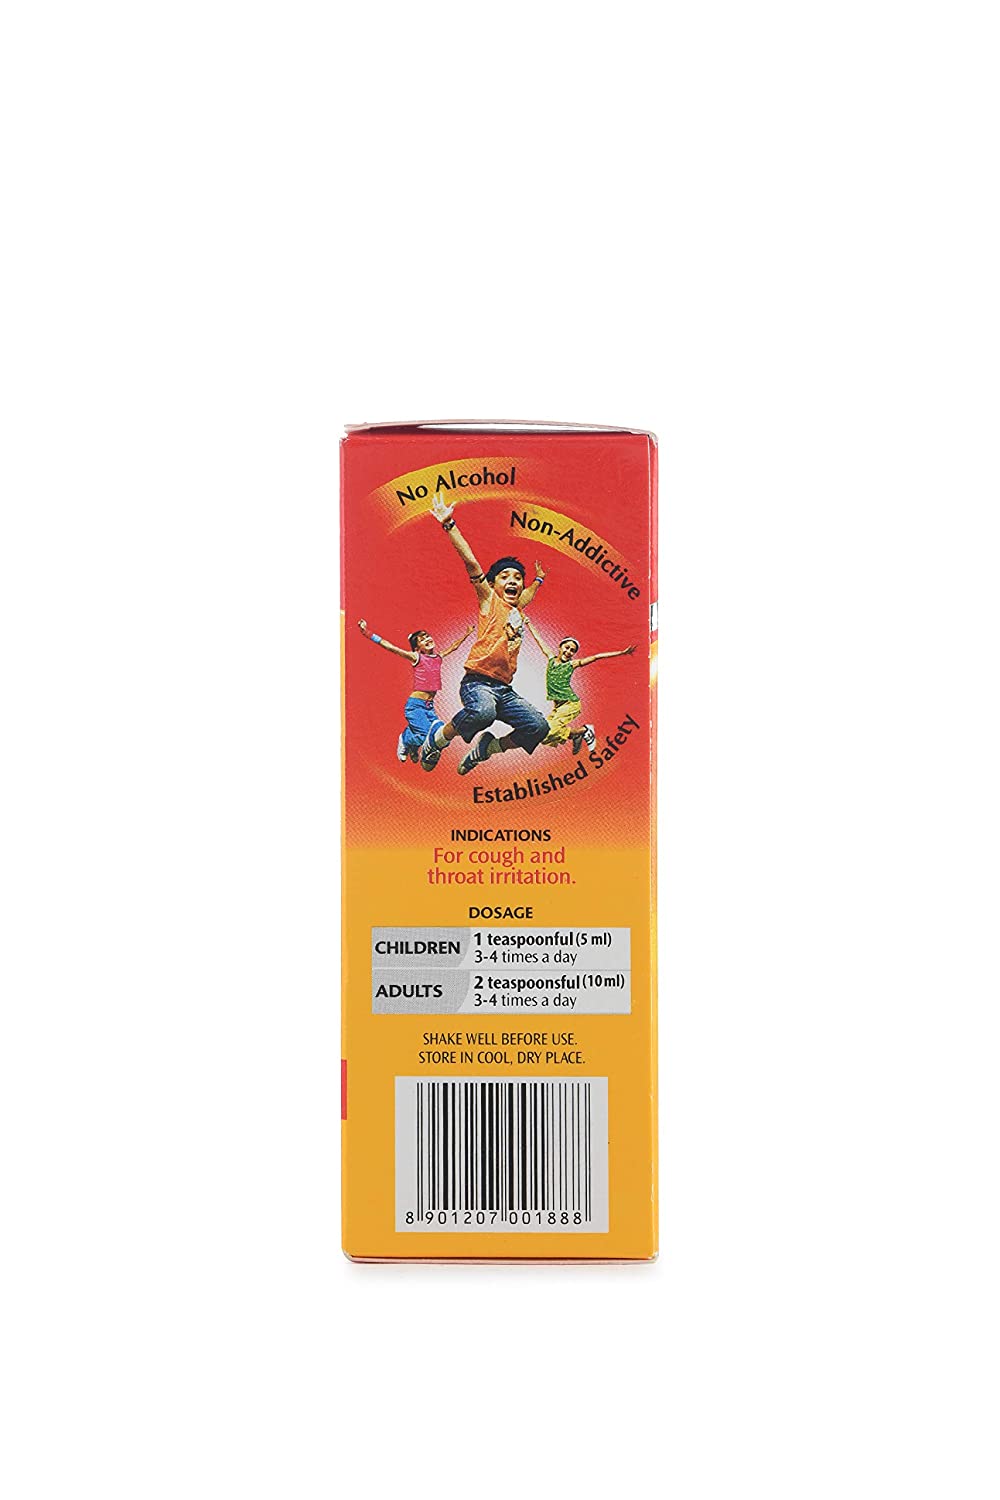 No Alcohol
Non-Addictive
Established Safety
INDICATIONS
For cough and
throat irritation.
DOSAGE
CHILDREN 1 teaspoonful (5 ml)
3-4 times a day
ADULTS 2 teaspoonsful (10 ml)
3-4 times a day
SHAKE WELL BEFORE USE.
STORE IN COOL, DRY PLACE.
8 901207 001888